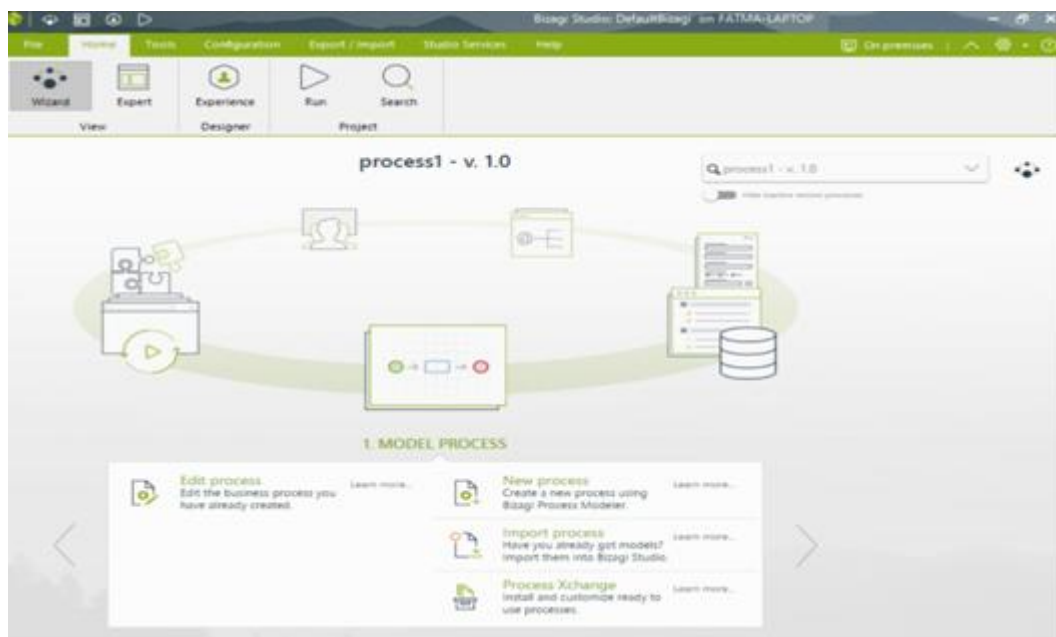 Bizagi Studio: DefaultBizagi on FATMA-LAPTOP
File Home Tools Configuration Export / Import Studio Services Help
On premises
Wizard Expert Experience Run Search
View Designer Project
process1 - v. 1.0
process1 - v. 1.0
1. MODEL PROCESS
Edit process
Learn more...
Edit the business process you
have already created.
New process
Learn more...
Create a new process using
Bizagi Process Modeler.
Import process
Learn more...
Have you already got models?
Import them into Bizagi Studio.
Process Xchange
Learn more...
Install and customize ready to
use processes.